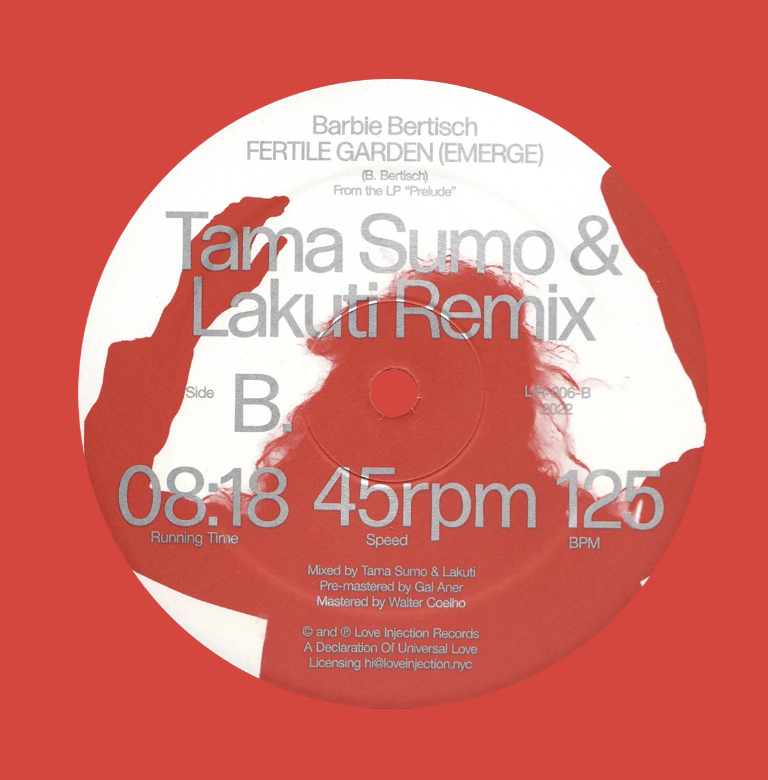 Barbie Bertisch
FERTILE GARDEN (EMERGE)
(B. Bertisch)
From the LP “Prelude”
Tama Sumo &
Lakuti Remix
Side B.
2022
08:18 45rpm 125
Running Time Speed BPM
Mixed by Tama Sumo & Lakuti
Pre-mastered by Gal Aner
Mastered by Walter Coelho
© and ℗ Love Injection Records
A Declaration Of Universal Love
Licensing hi@loveinjection.nyc